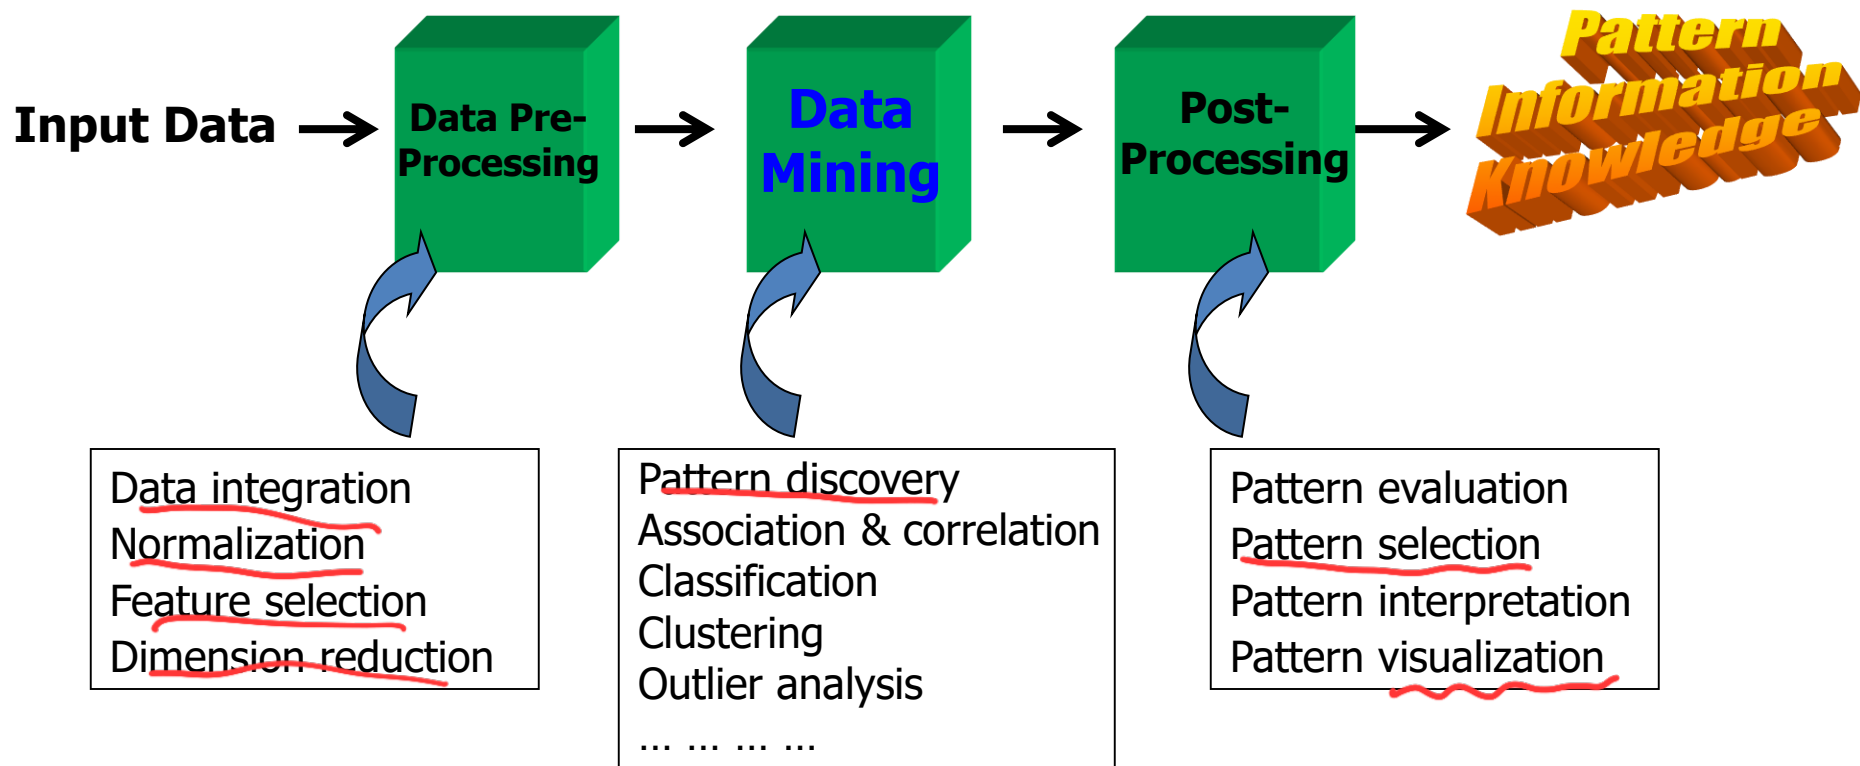 Input Data
Data Pre-
Processing
Data
Mining
Post-
Processing
Pattern
Information
Knowledge
Data integration
Normalization
Feature selection
Dimension reduction
Pattern discovery
Association & correlation
Classification
Clustering
Outlier analysis
… … … …
Pattern evaluation
Pattern selection
Pattern interpretation
Pattern visualization